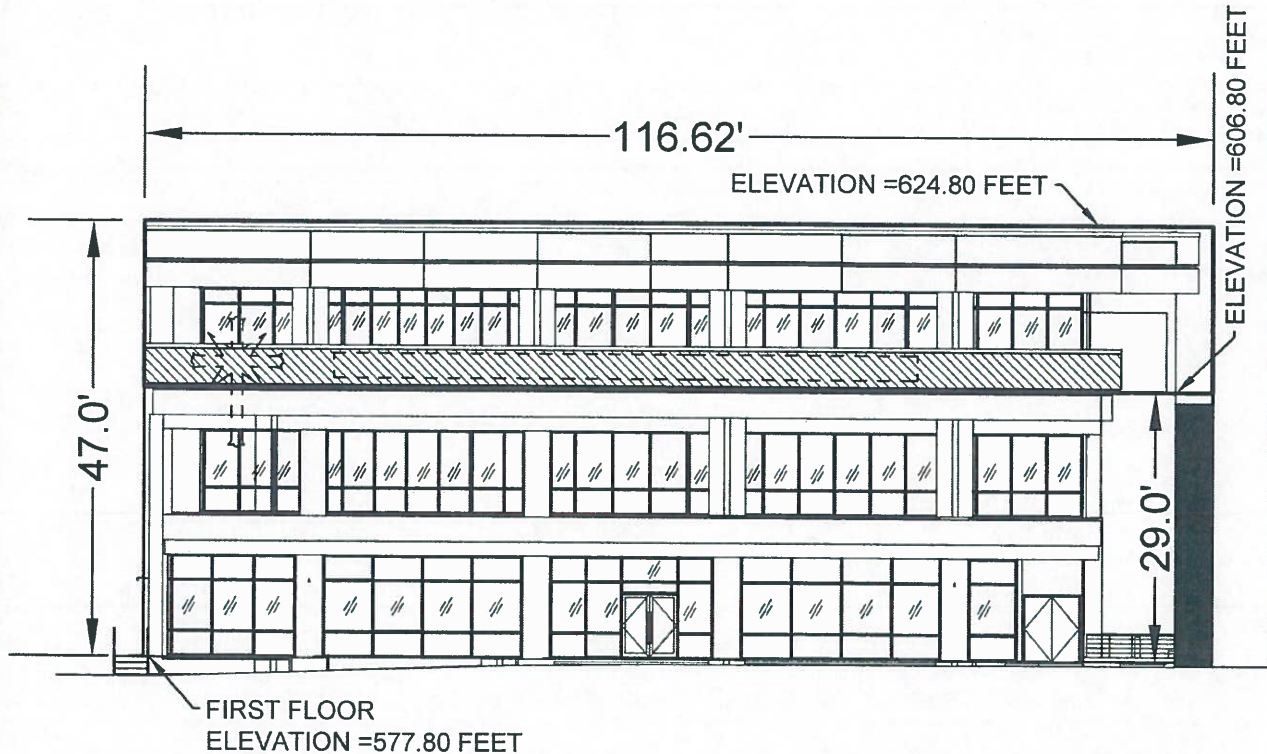 116.62'
ELEVATION =624.80 FEET
ELEVATION =606.80 FEET
47.0'
29.0'
FIRST FLOOR
ELEVATION =577.80 FEET